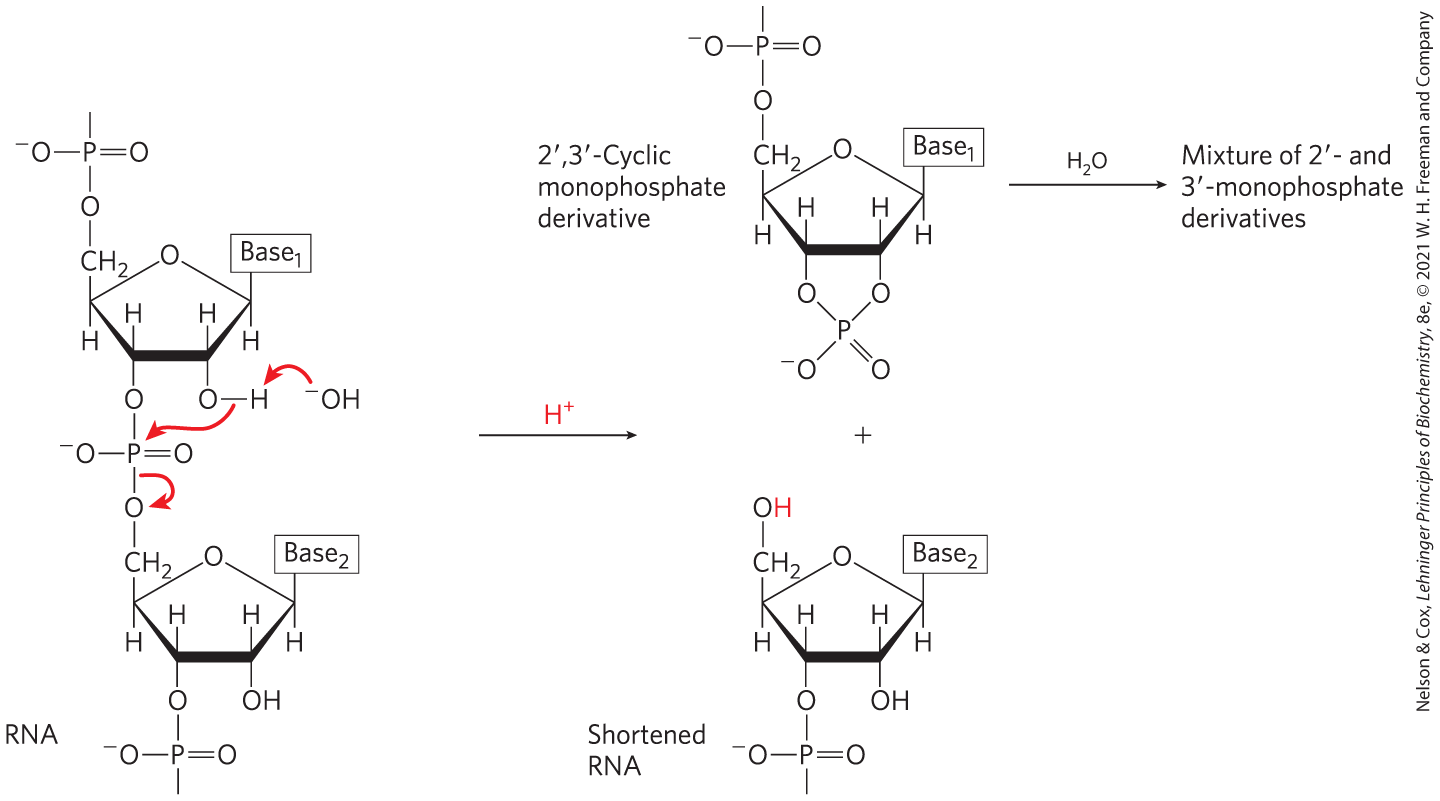 ⁻O—P=O
O
CH₂
O
Base₁
H
H
H
H
O
O—H
⁻OH
⁻O—P=O
O
CH₂
O
Base₂
H
H
H
H
O
OH
RNA
⁻O—P=O
H⁺
⁻O—P=O
O
2′,3′-Cyclic
monophosphate
derivative
CH₂
O
Base₁
H
H
H
H
O
O
P
⁻O
O
H₂O
Mixture of 2′- and
3′-monophosphate
derivatives
+
OH
CH₂
O
Base₂
H
H
H
H
O
OH
Shortened
RNA
⁻O—P=O
Nelson & Cox, Lehninger Principles of Biochemistry, 8e, © 2021 W. H. Freeman and Company